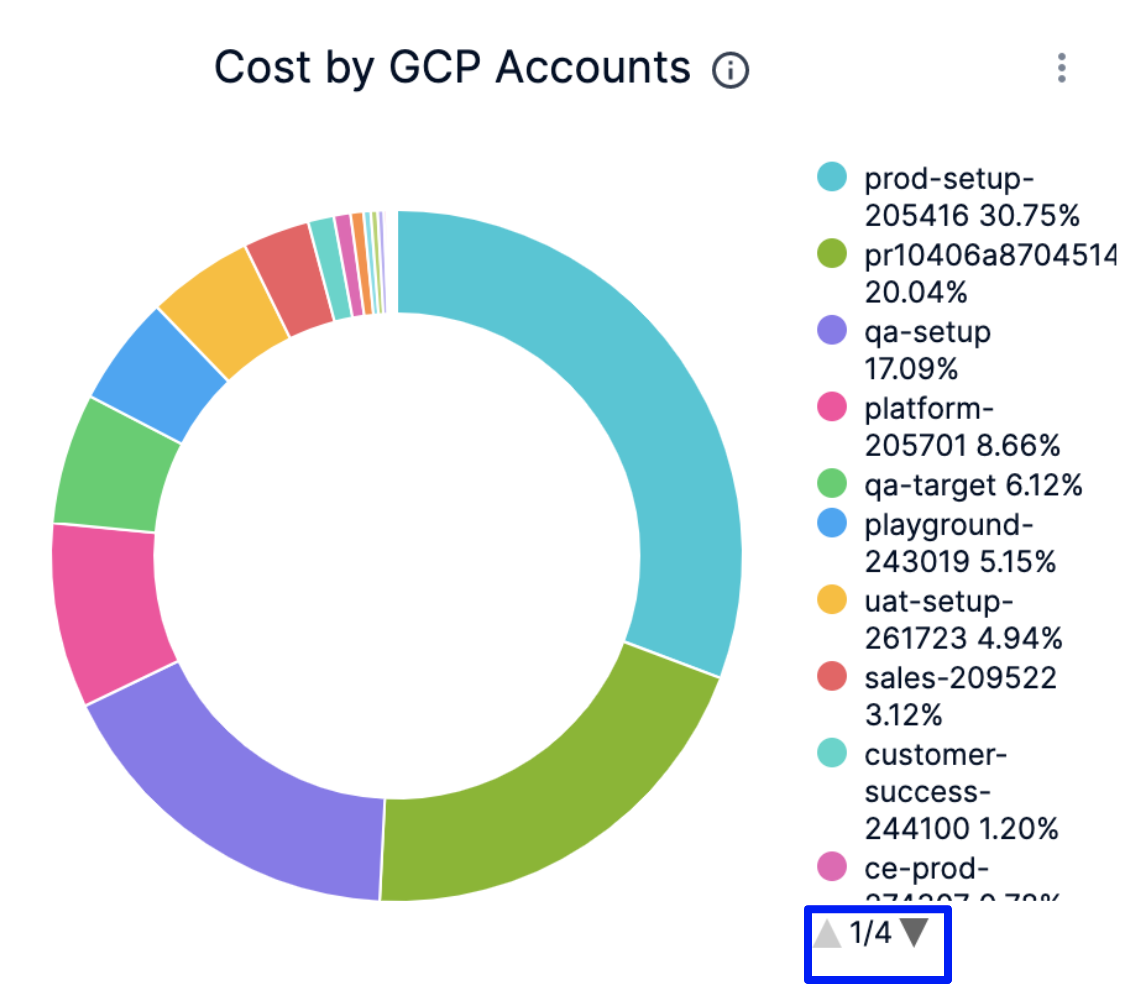 Cost by GCP Accounts
prod-setup-
205416 30.75%
pr10406a8704514
20.04%
qa-setup
17.09%
platform-
205701 8.66%
qa-target 6.12%
playground-
243019 5.15%
uat-setup-
261723 4.94%
sales-209522
3.12%
customer-
success-
244100 1.20%
ce-prod-
1/4